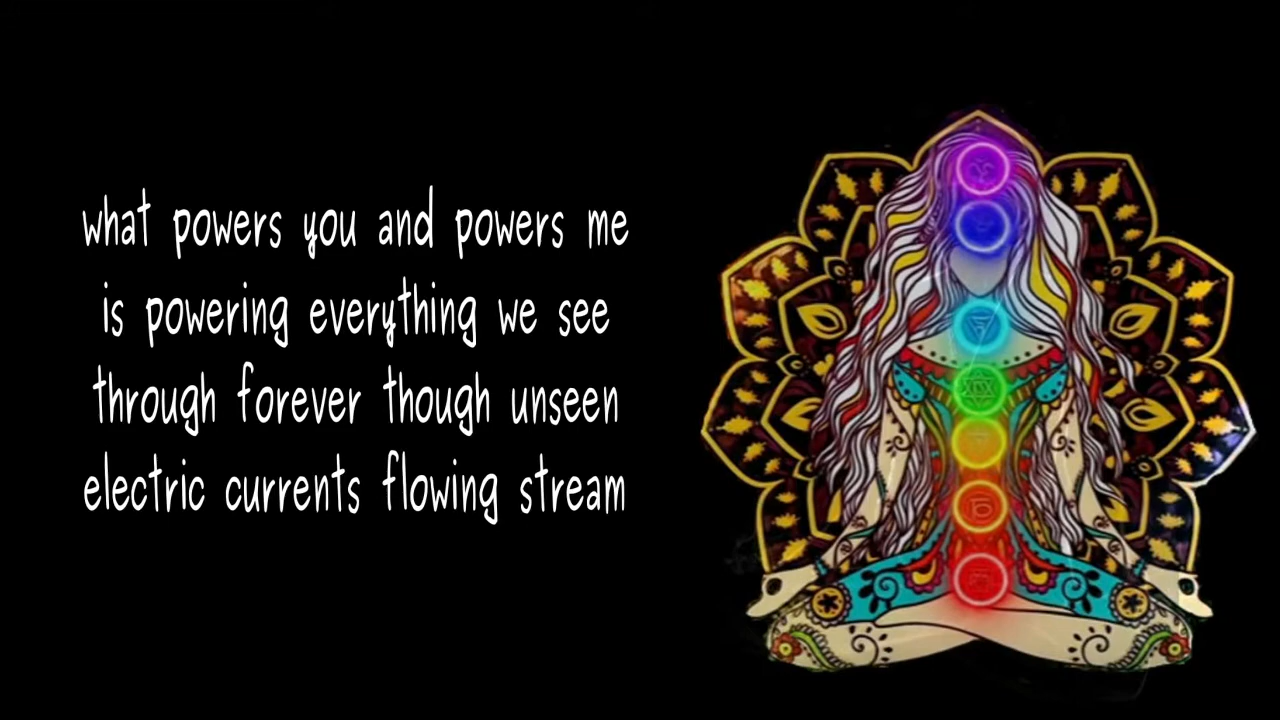 what powers you and powers me
is powering everything we see
through forever though unseen
electric currents flowing stream